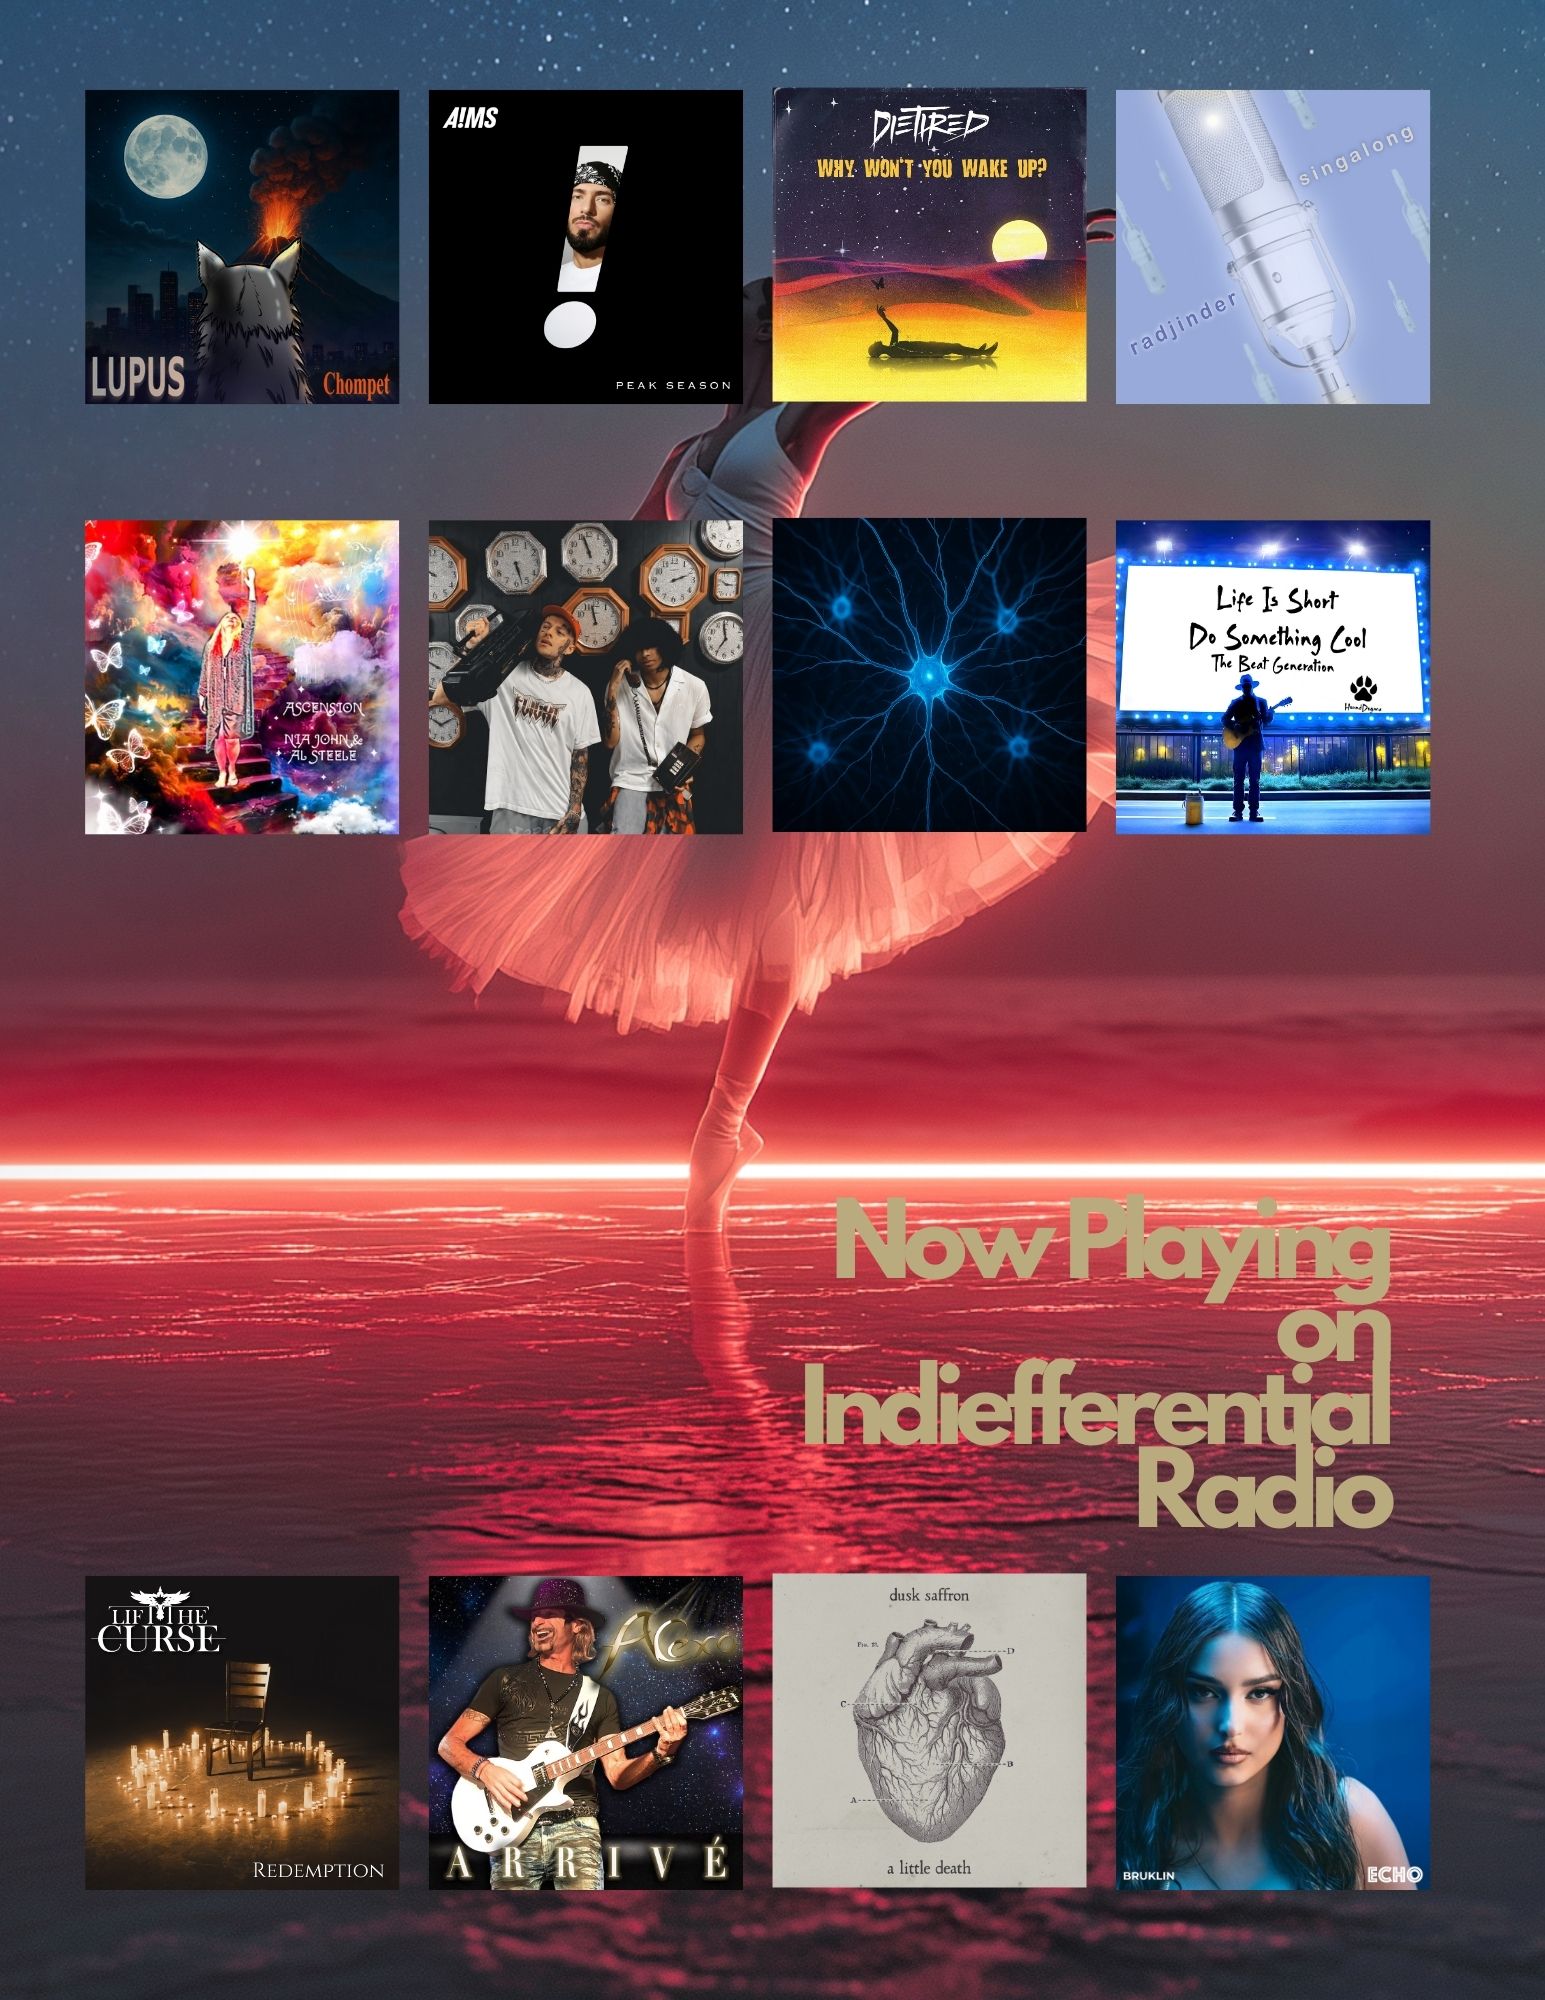 LUPUS
Chompet
A!MS
PEAK SEASON
DIETIRED
WHY WON'T YOU WAKE UP?
singalong
radjinder
ASCENSION
NIA JOHN &
AL STEELE
Life Is Short
Do Something Cool
The Beat Generation
HoundDogma
Now Playing
on
Indiefferential
Radio
LIFT THE
CURSE
REDEMPTION
Alexa
ARRIVÉ
dusk saffron
D
C
B
A
a little death
BRUKLIN
ECHO